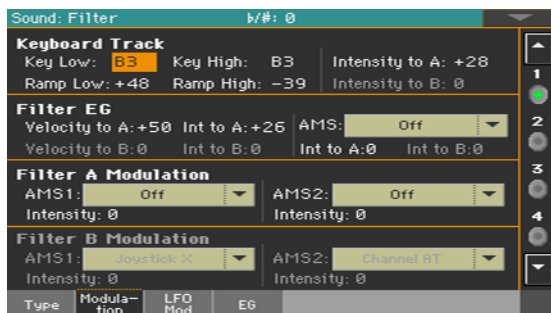 Sound: Filter ♭/#: 0
Keyboard Track
Key Low: B3 Key High: B3 Intensity to A: +28
Ramp Low: +48 Ramp High: -39 Intensity to B: 0
Filter EG
Velocity to A:+50 Int to A:+26 AMS: Off
Velocity to B:0 Int to B:0 Int to A:0 Int to B:0
Filter A Modulation
AMS1: Off AMS2: Off
Intensity: 0 Intensity: 0
Filter B Modulation
AMS1: Joystick X AMS2: Channel AT
Intensity: 0 Intensity: 0
1
2
3
4
Type Modula-tion LFO Mod EG